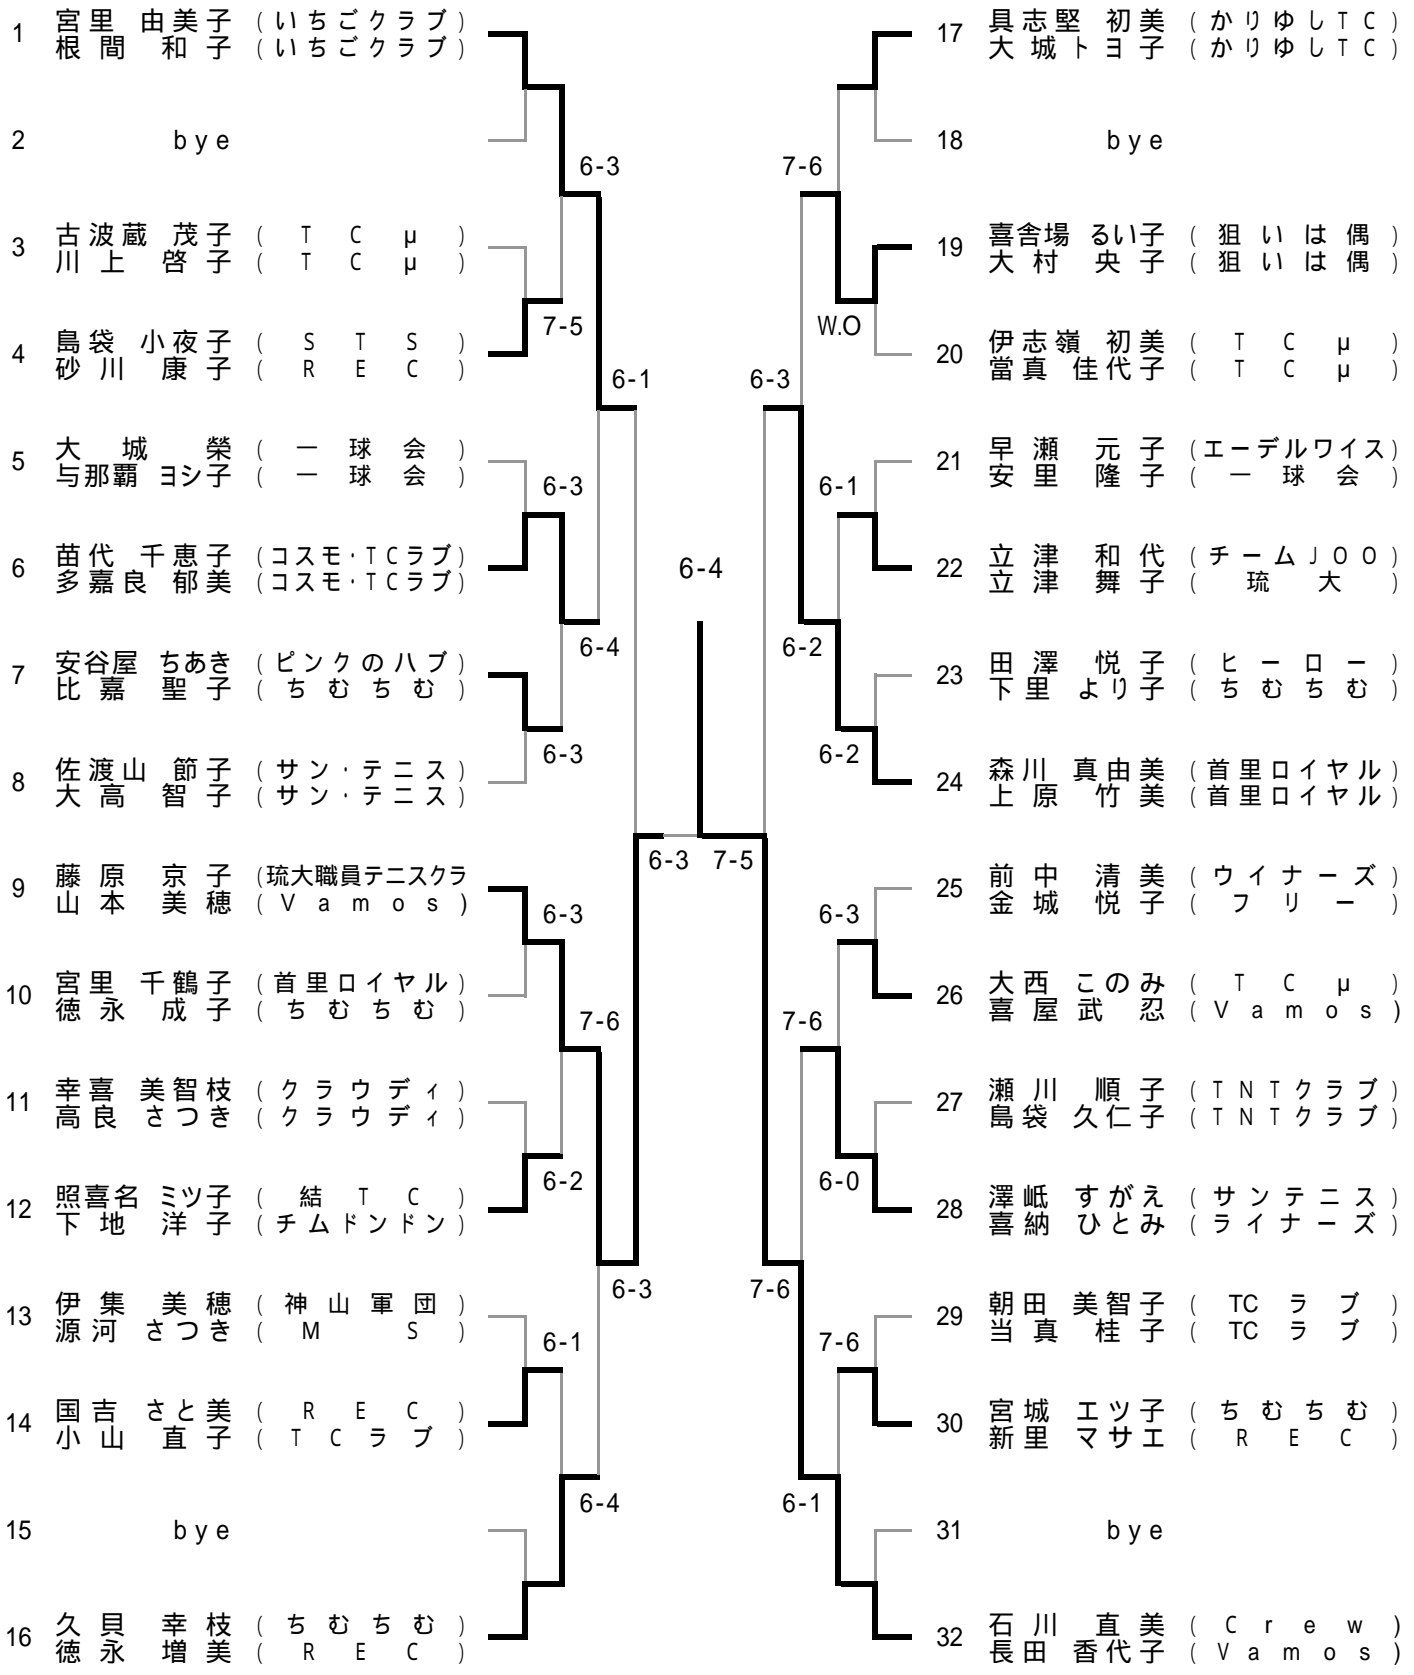 1 宮里 由美子 (いちごクラブ)
根間 和子 (いちごクラブ)
2 bye
6-3
3 古波蔵 茂子 (TCμ)
川上 啓子 (TCμ)
7-5
4 島袋 小夜子 (STS)
砂川 康子 (REC)
6-1
5 大城 榮 (一球会)
与那覇 ヨシ子 (一球会)
6-3
6 苗代 千恵子 (コスモ・TCラブ)
多嘉良 郁美 (コスモ・TCラブ)
6-4
7 安谷屋 ちあき (ピンクのハブ)
比嘉 聖子 (ちむちむ)
6-3
8 佐渡山 節子 (サン・テニス)
大高 智子 (サン・テニス)
6-3
9 藤原 京子 (琉大職員テニスクラ
山本 美穂 (Vamos)
6-3
10 宮里 千鶴子 (首里ロイヤル)
徳永 成子 (ちむちむ)
7-6
11 幸喜 美智枝 (クラウディ)
高良 さつき (クラウディ)
6-2
12 照喜名 ミツ子 (結TC)
下地 洋子 (チムドンドン)
6-3
13 伊集 美穂 (神山軍団)
源河 さつき (MS)
6-1
14 国吉 さと美 (REC)
小山 直子 (TCラブ)
6-4
15 bye
16 久貝 幸枝 (ちむちむ)
徳永 増美 (REC)
6-4
17 具志堅 初美 (かりゆしTC)
大城トヨ子 (かりゆしTC)
18 bye
7-6
19 喜舎場 るい子 (狙いは偶)
大村 央子 (狙いは偶)
W.O
20 伊志嶺 初美 (TCμ)
當真 佳代子 (TCμ)
6-3
21 早瀬 元子 (エーデルワイス)
安里 隆子 (一球会)
6-1
22 立津 和代 (チームJOO)
立津 舞子 (琉大)
6-2
23 田澤 悦子 (ヒーロー)
下里 より子 (ちむちむ)
6-2
24 森川 真由美 (首里ロイヤル)
上原 竹美 (首里ロイヤル)
7-5
25 前中 清美 (ウイナーズ)
金城 悦子 (フリー)
6-3
26 大西 このみ (TCμ)
喜屋武 忍 (Vamos)
7-6
27 瀬川 順子 (TNTクラブ)
島袋 久仁子 (TNTクラブ)
6-0
28 澤岻 すがえ (サンテニス)
喜納 ひとみ (ライナーズ)
7-6
29 朝田 美智子 (TCラブ)
当真 桂子 (TCラブ)
7-6
30 宮城 エツ子 (ちむちむ)
新里 マサエ (REC)
6-1
31 bye
32 石川 直美 (Crew)
長田 香代子 (Vamos)